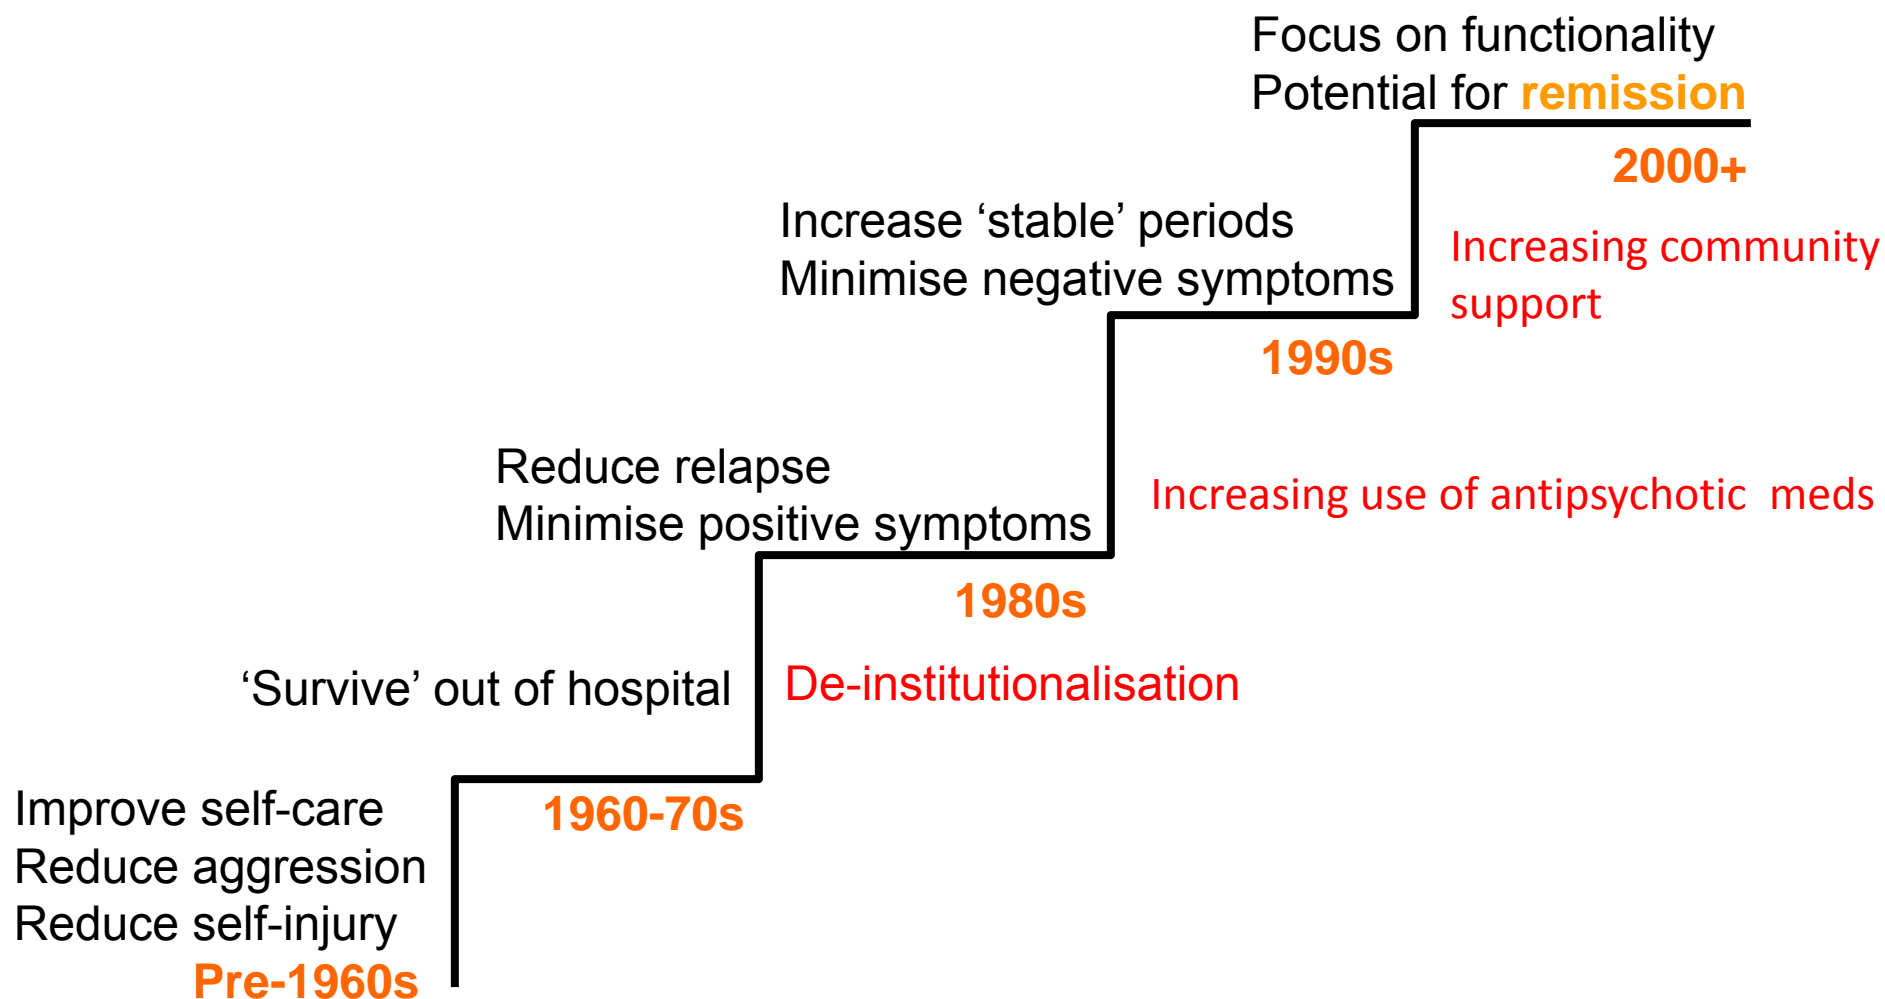 Focus on functionality
Potential for remission
2000+
Increase ‘stable’ periods
Minimise negative symptoms
Increasing community
support
1990s
Reduce relapse
Minimise positive symptoms
Increasing use of antipsychotic  meds
1980s
‘Survive’ out of hospital
De-institutionalisation
1960-70s
Improve self-care
Reduce aggression
Reduce self-injury
Pre-1960s